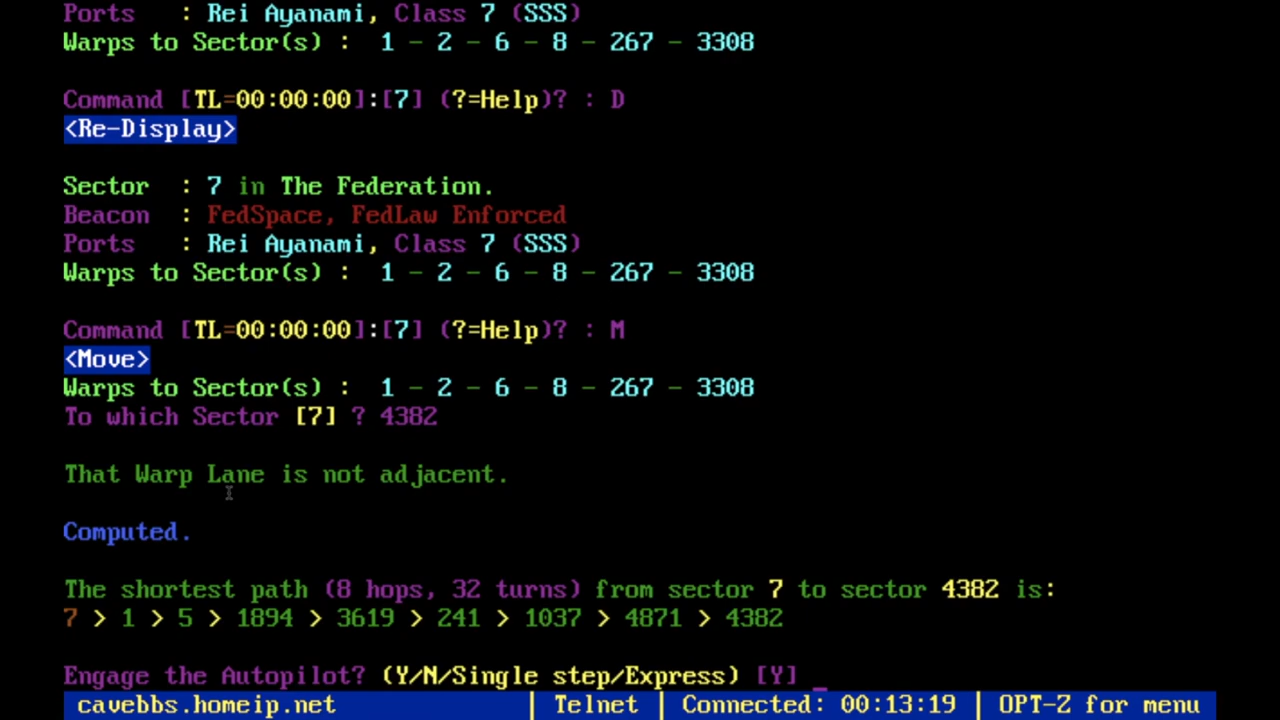 Ports   : Rei Ayanami, Class 7 (SSS)
Warps to Sector(s) :  1 - 2 - 6 - 8 - 267 - 3308
Command [TL=00:00:00]:[7] (?=Help)? : D
<Re-Display>
Sector  : 7 in The Federation.
Beacon  : FedSpace, FedLaw Enforced
Ports   : Rei Ayanami, Class 7 (SSS)
Warps to Sector(s) :  1 - 2 - 6 - 8 - 267 - 3308
Command [TL=00:00:00]:[7] (?=Help)? : M
<Move>
Warps to Sector(s) :  1 - 2 - 6 - 8 - 267 - 3308
To which Sector [7] ? 4382
That Warp Lane is not adjacent.
Computed.
The shortest path (8 hops, 32 turns) from sector 7 to sector 4382 is:
7 > 1 > 5 > 1894 > 3619 > 241 > 1037 > 4871 > 4382
Engage the Autopilot? (Y/N/Single step/Express) [Y] _
cavebbs.homeip.net | Telnet | Connected: 00:13:19 | OPT-Z for menu